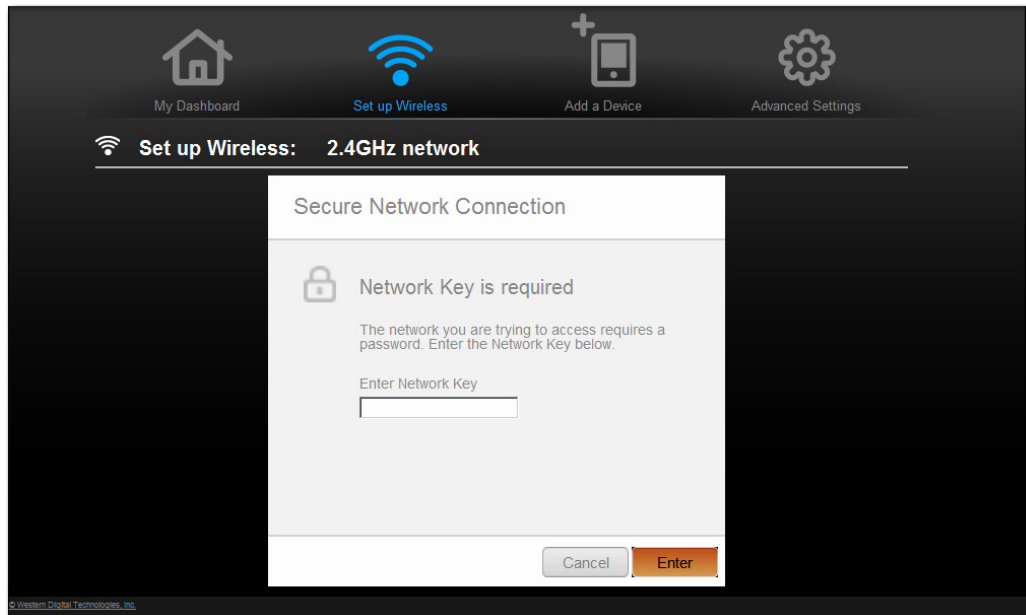 My Dashboard
Set up Wireless
Add a Device
Advanced Settings
Set up Wireless: 2.4GHz network
Secure Network Connection
Network Key is required
The network you are trying to access requires a
password. Enter the Network Key below.
Enter Network Key
Cancel
Enter
© Western Digital Technologies, Inc.